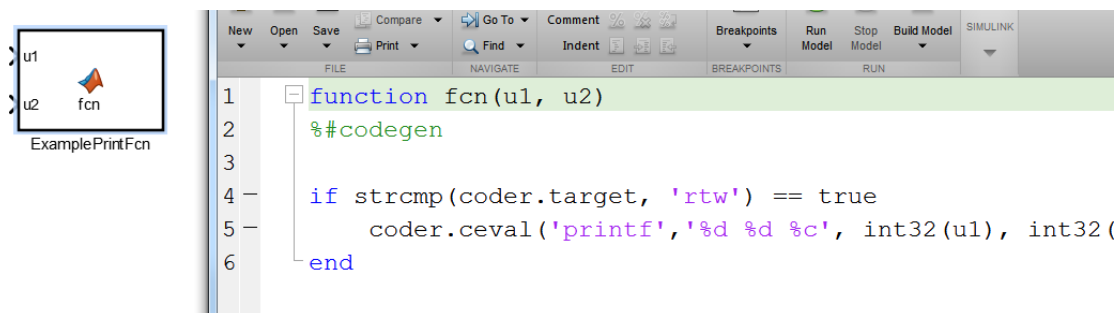 u1
u2
fcn
ExamplePrintFcn
New Open Save Compare Print
Go To Find
Comment Indent
Breakpoints
Run Model Stop Model Build Model
SIMULINK
FILE NAVIGATE EDIT BREAKPOINTS RUN
1 function fcn(u1, u2)
2 %#codegen
3
4 if strcmp(coder.target, 'rtw') == true
5 coder.ceval('printf','%d %d %c', int32(u1), int32(
6 end